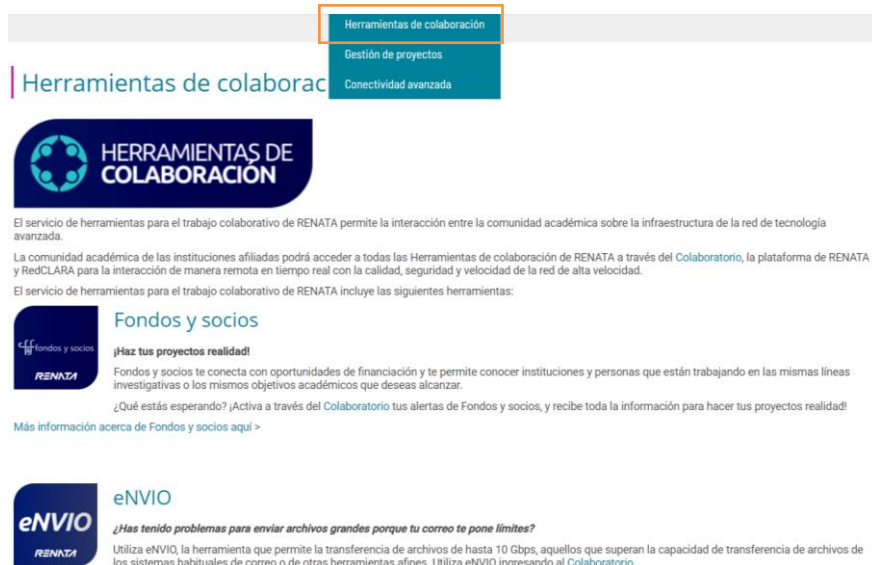 Herramientas de colaboración
Gestión de proyectos
Conectividad avanzada
Herramientas de colaborac
HERRAMIENTAS DE
COLABORACIÓN
El servicio de herramientas para el trabajo colaborativo de RENATA permite la interacción entre la comunidad académica sobre la infraestructura de la red de tecnología
avanzada.
La comunidad académica de las instituciones afiliadas podrá acceder a todas las Herramientas de colaboración de RENATA a través del Colaboratorio, la plataforma de RENATA
y RedCLARA para la interacción de manera remota en tiempo real con la calidad, seguridad y velocidad de la red de alta velocidad.
El servicio de herramientas para el trabajo colaborativo de RENATA incluye las siguientes herramientas:
fondos y socios
RENATA
Fondos y socios
¡Haz tus proyectos realidad!
Fondos y socios te conecta con oportunidades de financiación y te permite conocer instituciones y personas que están trabajando en las mismas líneas
investigativas o los mismos objetivos académicos que deseas alcanzar.
¿Qué estás esperando? ¡Activa a través del Colaboratorio tus alertas de Fondos y socios, y recibe toda la información para hacer tus proyectos realidad!
Más información acerca de Fondos y socios aquí >
eNVIO
RENATA
eNVIO
¿Has tenido problemas para enviar archivos grandes porque tu correo te pone límites?
Utiliza eNVIO, la herramienta que permite la transferencia de archivos de hasta 10 Gbps, aquellos que superan la capacidad de transferencia de archivos de
los sistemas habituales de correo o de otras herramientas afines. Utiliza eNVIO ingresando al Colaboratorio